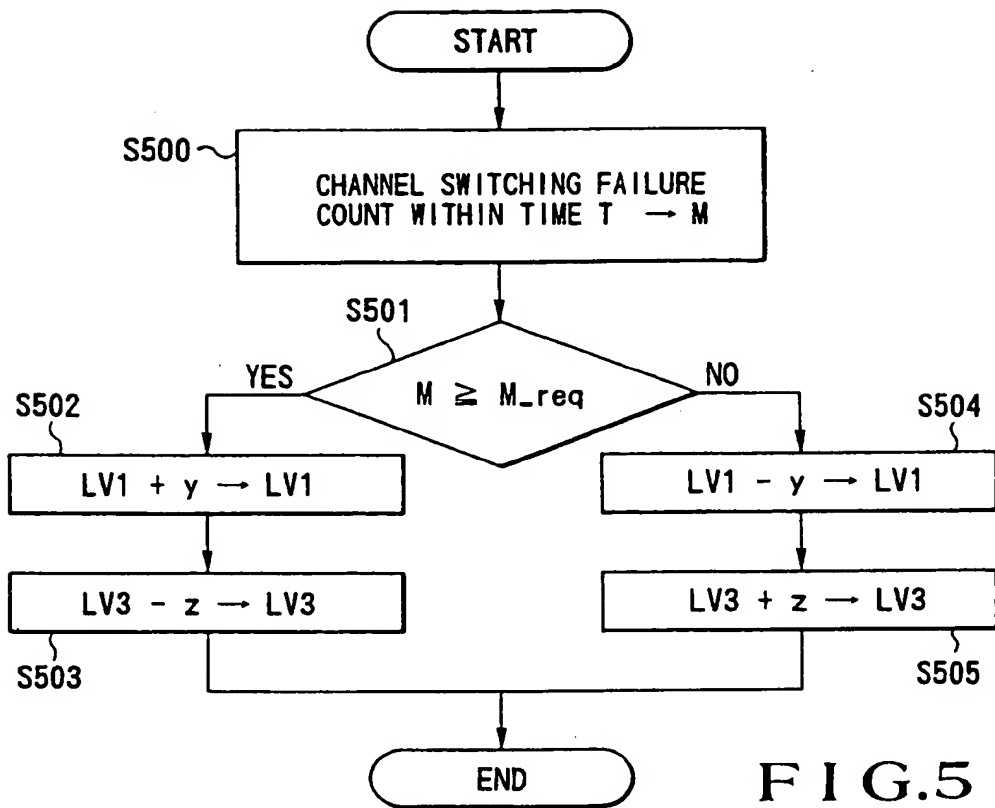 START
S500
CHANNEL SWITCHING FAILURE
COUNT WITHIN TIME T → M
S501
YES
M ≧ M_req
NO
S502
LV1 + y → LV1
S504
LV1 - y → LV1
LV3 - z → LV3
S503
LV3 + z → LV3
S505
END
FIG.5